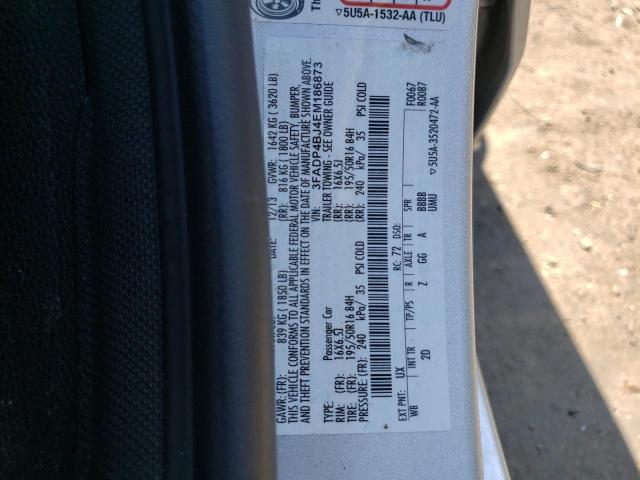 Th
▽5U5A-1532-AA (TLU)
DATE: 12/13 GVWR: 1642 KG ( 3620 LB)
GAWR: (FR): 839 KG ( 1850 LB) (RR): 816 KG ( 1800 LB)
THIS VEHICLE CONFORMS TO ALL APPLICABLE FEDERAL MOTOR VEHICLE SAFETY, BUMPER,
AND THEFT PREVENTION STANDARDS IN EFFECT ON THE DATE OF MANUFACTURE SHOWN ABOVE.
VIN: 3FADP4BJ4EM186873
TYPE: Passenger Car TRAILER TOWING - SEE OWNER GUIDE
RIM: (FR): 16X6.5J (RR): 16X6.5J
TIRE: (FR): 195/50R16 84H (RR): 195/50R16 84H
PRESSURE: (FR): 240 kPa/ 35 PSI COLD (RR): 240 kPa/ 35 PSI COLD
EXT PNT: UX RC: 72 DSO: F0067
WB INT TR TP/PS R AXLE TR SPR R0087
2D Z GG A BBBB
UMU ▽5U5A-3520472-AA